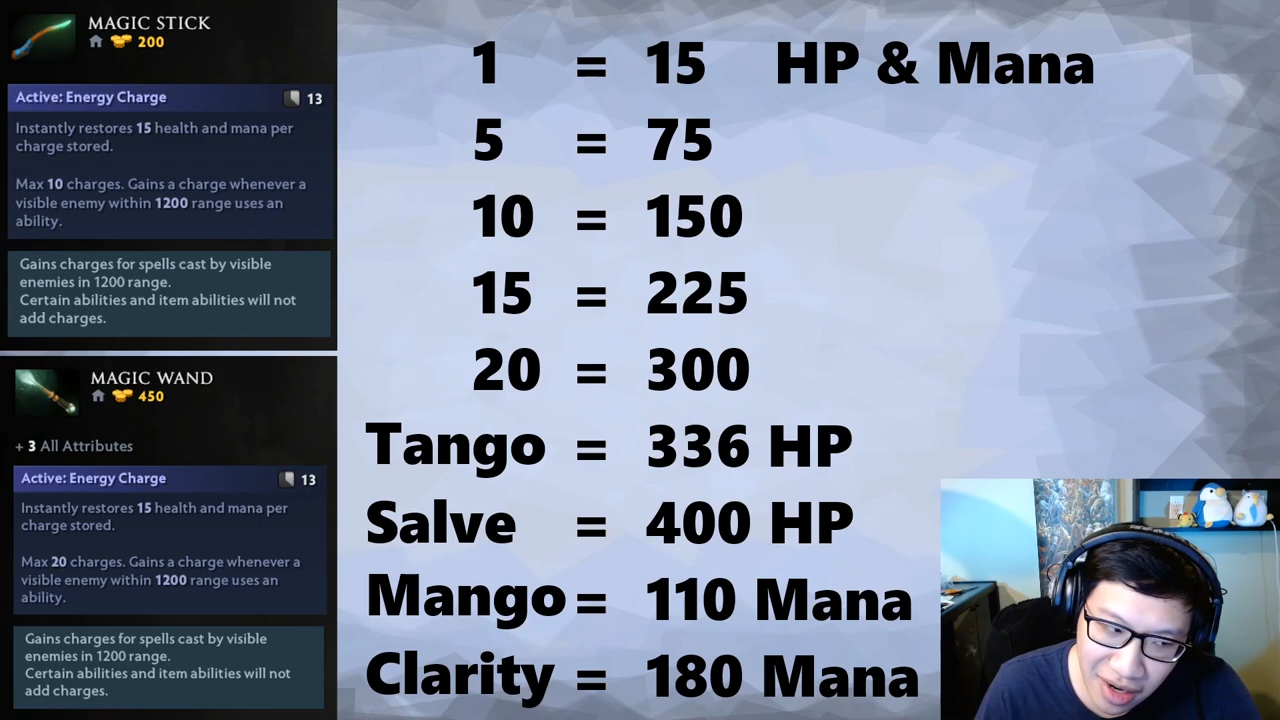 MAGIC STICK
200
Active: Energy Charge 13
Instantly restores 15 health and mana per
charge stored.
Max 10 charges. Gains a charge whenever a
visible enemy within 1200 range uses an
ability.
Gains charges for spells cast by visible
enemies in 1200 range.
Certain abilities and item abilities will not
add charges.
MAGIC WAND
450
+ 3 All Attributes
Active: Energy Charge 13
Instantly restores 15 health and mana per
charge stored.
Max 20 charges. Gains a charge whenever a
visible enemy within 1200 range uses an
ability.
Gains charges for spells cast by visible
enemies in 1200 range.
Certain abilities and item abilities will not
add charges.
1 = 15 HP & Mana
5 = 75
10 = 150
15 = 225
20 = 300
Tango = 336 HP
Salve = 400 HP
Mango = 110 Mana
Clarity = 180 Mana